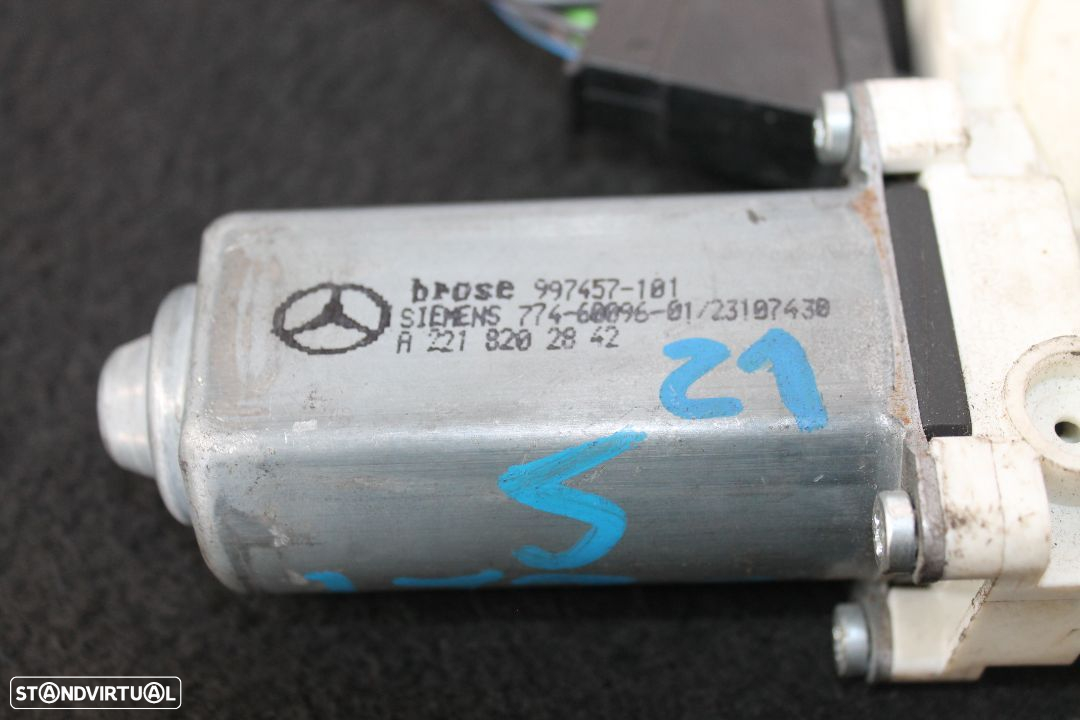 brose 997457-101
SIEMENS 774-60096-01/23107430
A 221 820 28 42
21
5
STANDVIRTUAL